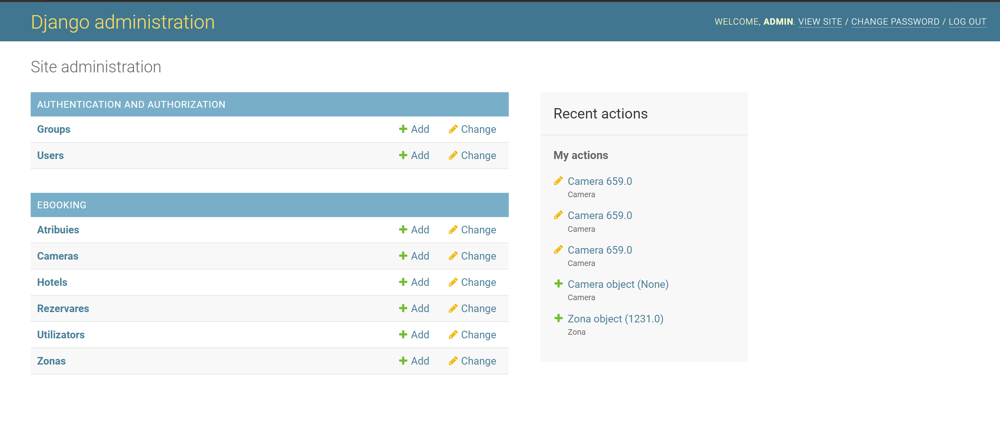 Django administration
WELCOME, ADMIN. VIEW SITE / CHANGE PASSWORD / LOG OUT
Site administration
AUTHENTICATION AND AUTHORIZATION
Groups Add Change
Users Add Change
EBOOKING
Atribuies Add Change
Cameras Add Change
Hotels Add Change
Rezervares Add Change
Utilizators Add Change
Zonas Add Change
Recent actions
My actions
Camera 659.0
Camera
Camera 659.0
Camera
Camera 659.0
Camera
Camera object (None)
Camera
Zona object (1231.0)
Zona